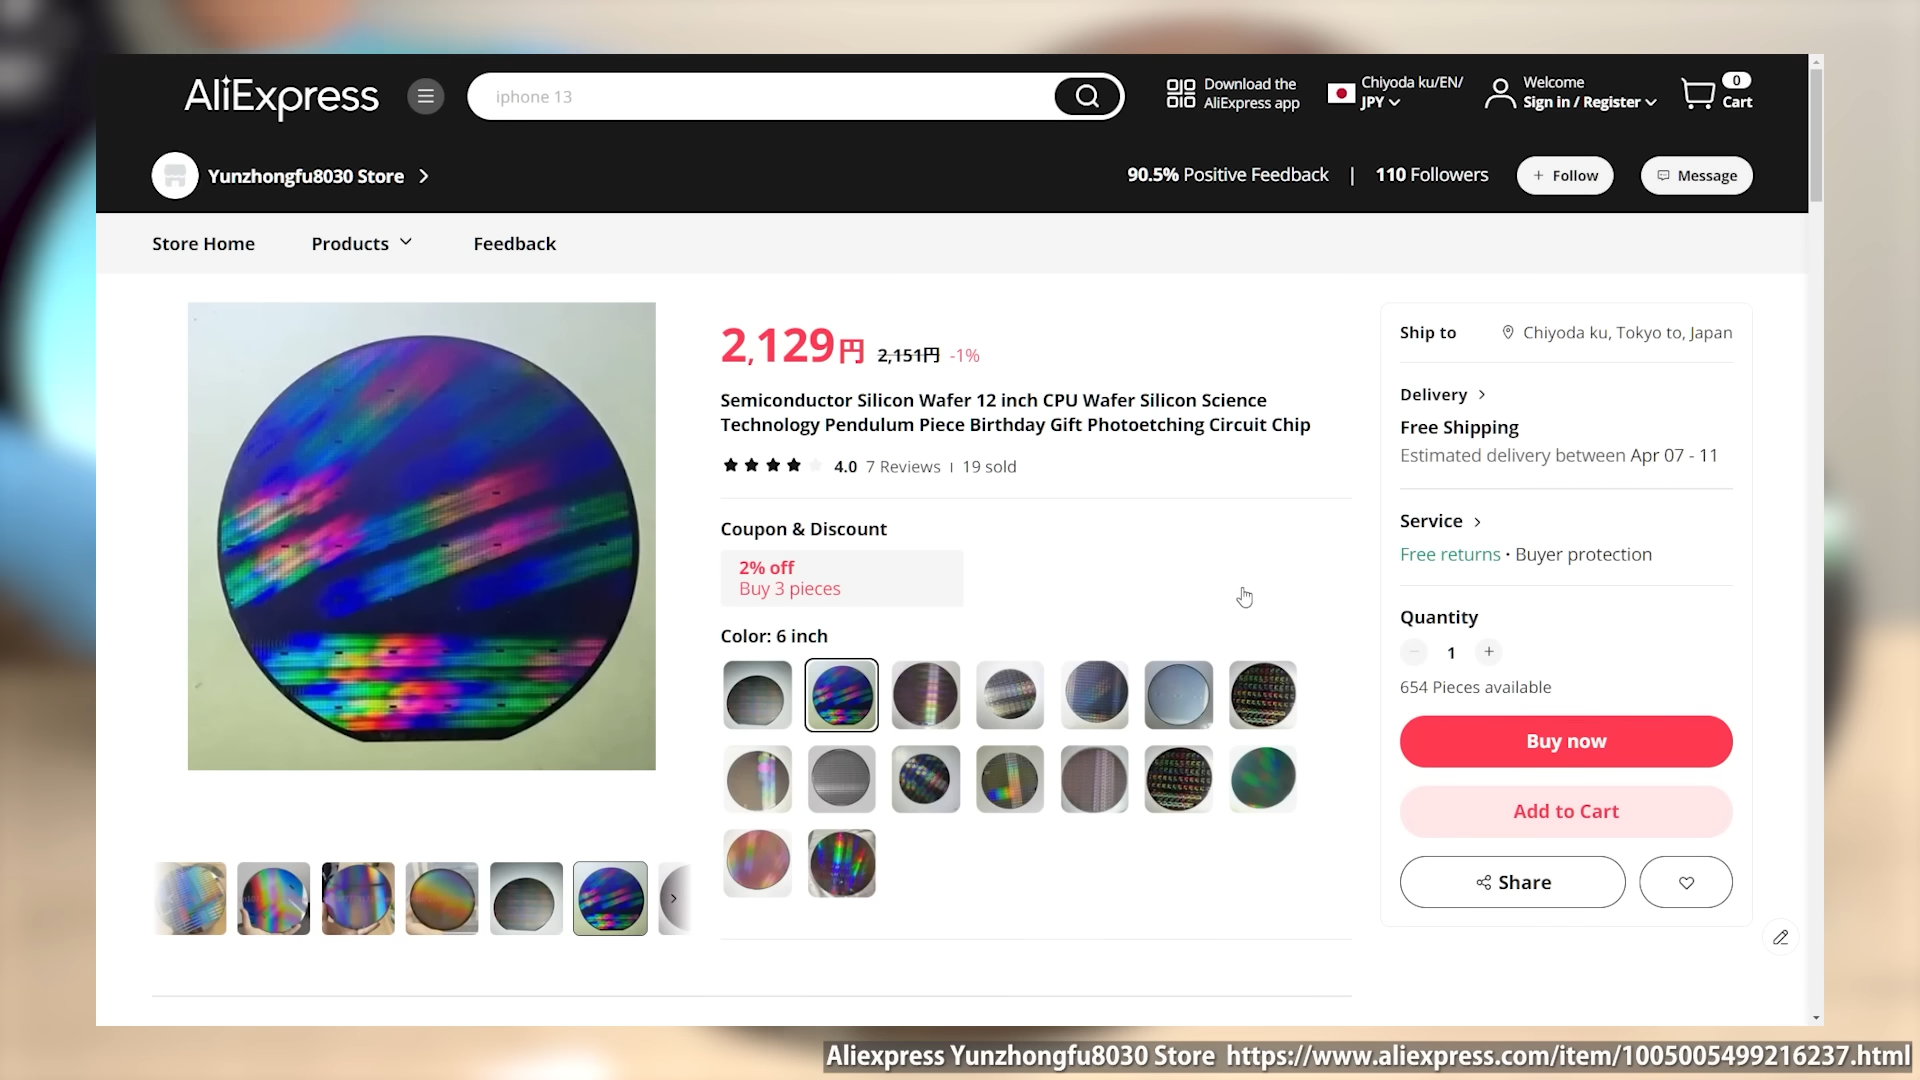 AliExpress
iphone 13
Download the
AliExpress app
Chiyoda ku/EN/
JPY
Welcome
Sign in / Register
0
Cart
Yunzhongfu8030 Store
90.5% Positive Feedback | 110 Followers
+ Follow
Message
Store Home
Products
Feedback
2,129円 2,151円 -1%
Semiconductor Silicon Wafer 12 inch CPU Wafer Silicon Science
Technology Pendulum Piece Birthday Gift Photoetching Circuit Chip
4.0 7 Reviews | 19 sold
Coupon & Discount
2% off
Buy 3 pieces
Color: 6 inch
Ship to
Chiyoda ku, Tokyo to, Japan
Delivery
Free Shipping
Estimated delivery between Apr 07 - 11
Service
Free returns · Buyer protection
Quantity
1
654 Pieces available
Buy now
Add to Cart
Share
Aliexpress Yunzhongfu8030 Store https://www.aliexpress.com/item/1005005499216237.html